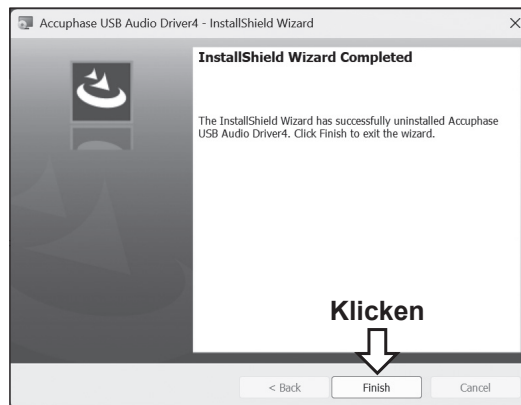 Accuphase USB Audio Driver4 - InstallShield Wizard
InstallShield Wizard Completed
The InstallShield Wizard has successfully uninstalled Accuphase
USB Audio Driver4. Click Finish to exit the wizard.
Klicken
< Back Finish Cancel